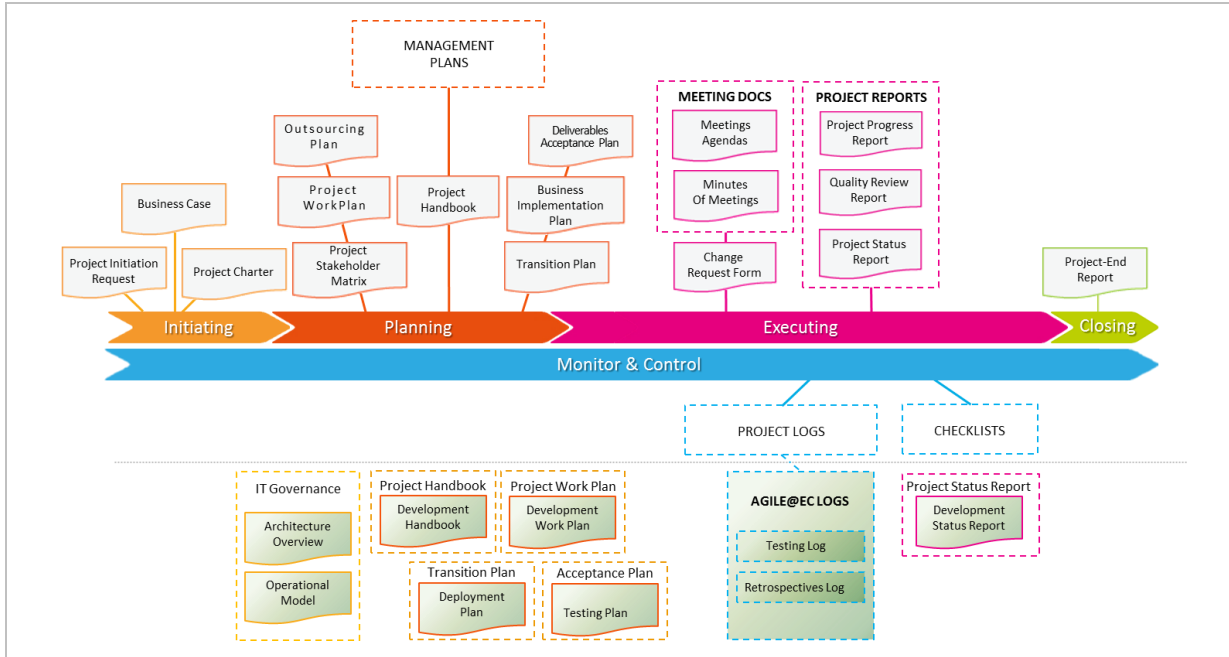 MANAGEMENT
PLANS
MEETING DOCS
PROJECT REPORTS
Outsourcing
Plan
Deliverables
Acceptance Plan
Meetings
Agendas
Project Progress
Report
Business Case
Project
WorkPlan
Project
Handbook
Business
Implementation
Plan
Minutes
Of Meetings
Quality Review
Report
Project Initiation
Request
Project Charter
Project
Stakeholder
Matrix
Transition Plan
Change
Request Form
Project Status
Report
Project-End
Report
Initiating
Planning
Executing
Closing
Monitor & Control
PROJECT LOGS
CHECKLISTS
IT Governance
Architecture
Overview
Operational
Model
Project Handbook
Development
Handbook
Project Work Plan
Development
Work Plan
Transition Plan
Deployment
Plan
Acceptance Plan
Testing Plan
AGILE@EC LOGS
Testing Log
Retrospectives Log
Project Status Report
Development
Status Report